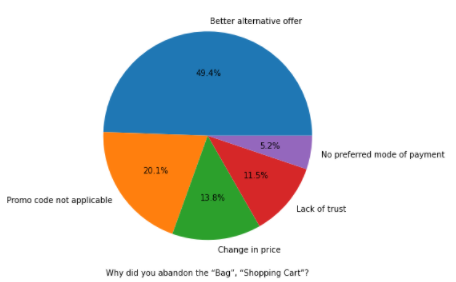 Better alternative offer
49.4%
5.2%
No preferred mode of payment
20.1%
11.5%
13.8%
Promo code not applicable
Lack of trust
Change in price
Why did you abandon the “Bag”, “Shopping Cart”?